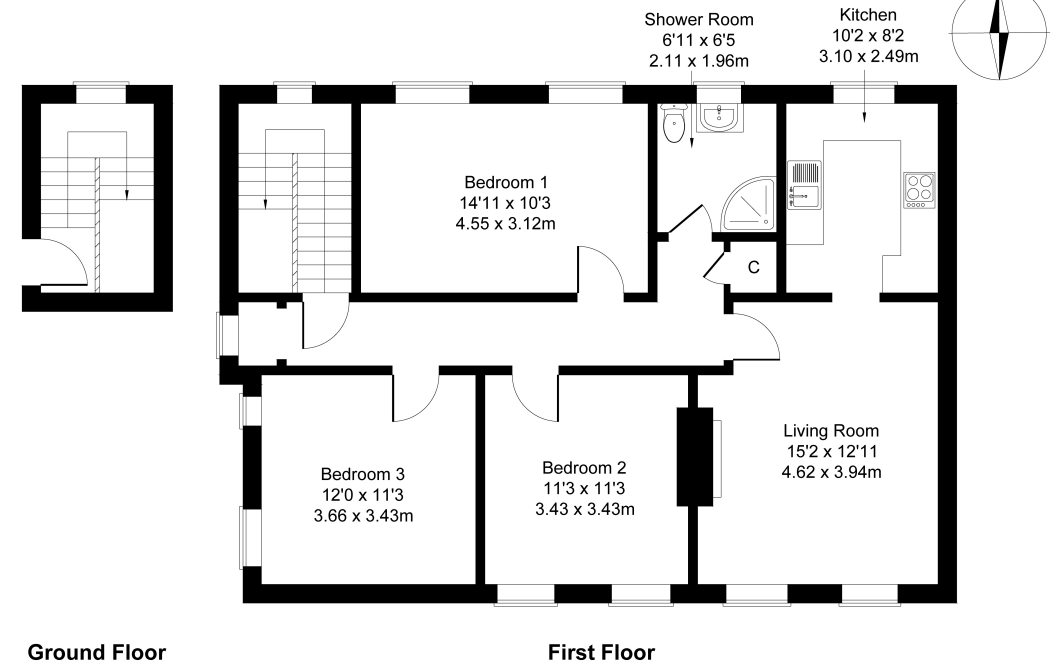 Shower Room
6'11 x 6'5
2.11 x 1.96m
Kitchen
10'2 x 8'2
3.10 x 2.49m
Bedroom 1
14'11 x 10'3
4.55 x 3.12m
C
Living Room
15'2 x 12'11
4.62 x 3.94m
Bedroom 3
12'0 x 11'3
3.66 x 3.43m
Bedroom 2
11'3 x 11'3
3.43 x 3.43m
Ground Floor
First Floor